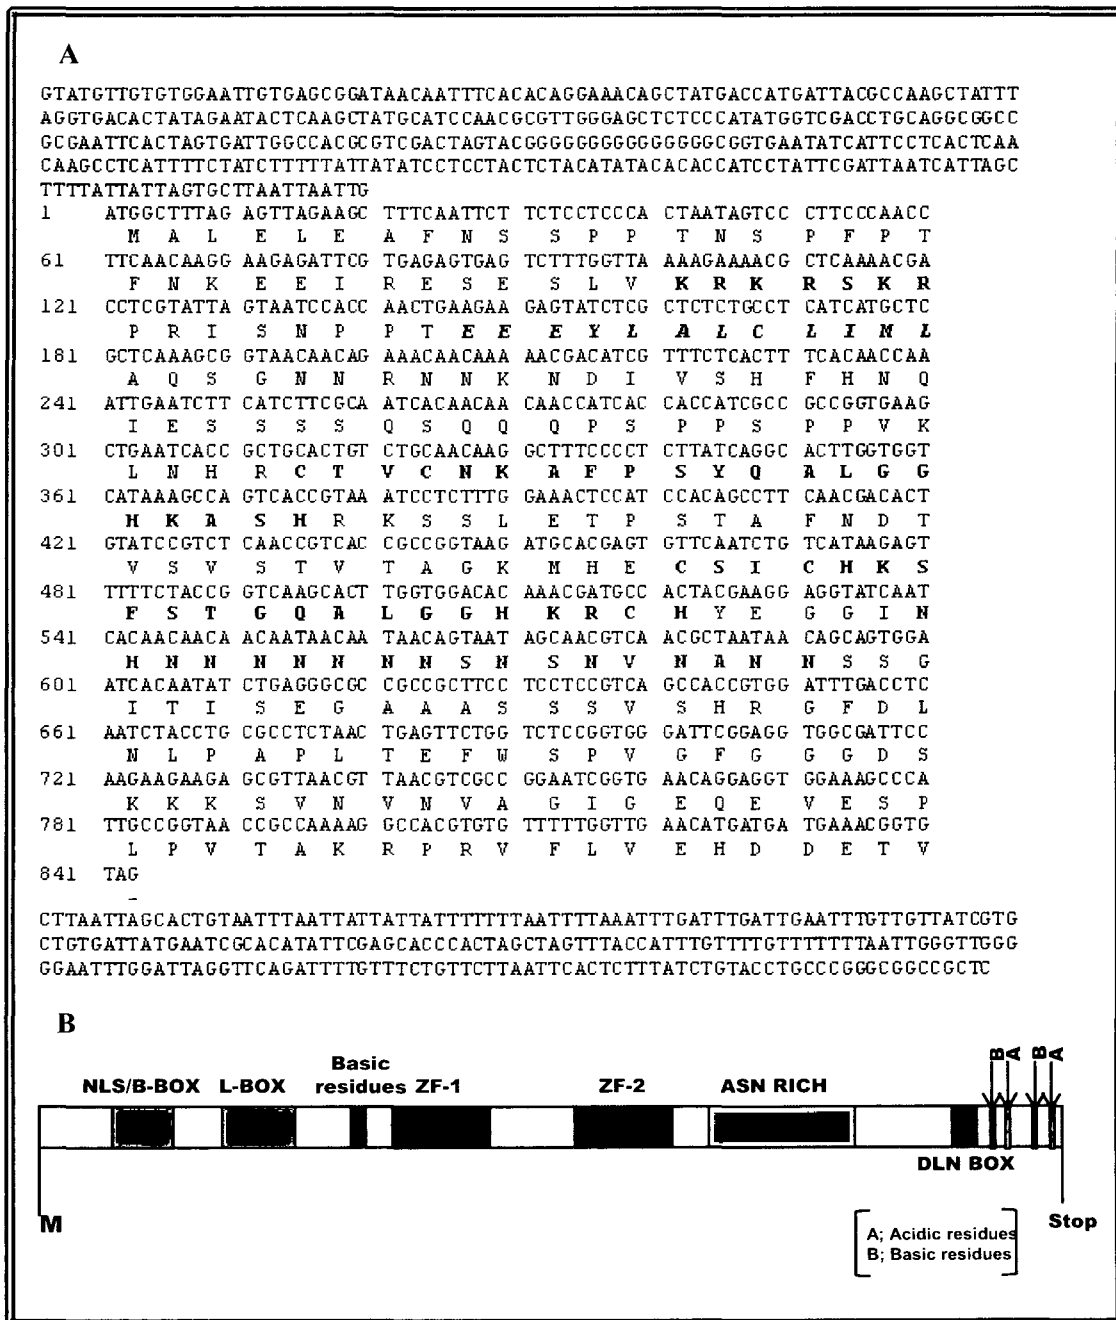 A
GTATGTTGTGTGGAATTGTGAGCGGATAACAATTTCACACAGGAAACAGCTATGACCATGATTACGCCAAGCTATTT
AGGTGACACTATAGAATACTCAAGCTATGCATCCAACGCGTTGGGAGCTCTCCCATATGGTCGACCTGCAGGCGGCC
GCGAATTCACTAGTGATTGGCCACGCGTCGACTAGTACGGGGGGGGGGGGGGGGCGGTGAATATCATTCCTCACTCAA
CAAGCCTCATTTTCTATCTTTTTATTATATCCTCCTACTCTACATATACACACCATCCTATTCGATTAATCATTAGC
TTTTATTATTAGTGCTTAATTAATTG
1 ATGGCTTTAG AGTTAGAAGC TTTCAATTCT TCTCCTCCCA CTAATAGTCC CTTCCCAACC
M A L E L E A F N S S P P T N S P F P T
61 TTCAACAAGG AAGAGATTCG TGAGAGTGAG TCTTTGGTTA AAAGAAAACG CTCAAAACGA
F N K E E I R E S E S L V K R K R S K R
121 CCTCGTATTA GTAATCCACC AACTGAAGAA GAGTATCTCG CTCTCTGCCT CATCATGCTC
P R I S N P P T E E E Y L A L C L I M L
181 GCTCAAAGCG GTAACAACAG AAACAACAAA AACGACATCG TTTCTCACTT TCACAACCAA
A Q S G N N R N N K N D I V S H F H N Q
241 ATTGAATCTT CATCTTCGCA ATCACAACAA CAACCATCAC CACCATCGCC GCCGGTGAAG
I E S S S S Q S Q Q Q P S P P S P P V K
301 CTGAATCACC GCTGCACTGT CTGCAACAAG GCTTTCCCCT CTTATCAGGC ACTTGGTGGT
L N H R C T V C N K A F P S Y Q A L G G
361 CATAAAGCCA GTCACCGTAA ATCCTCTTTG GAAACTCCAT CCACAGCCTT CAACGACACT
H K A S H R K S S L E T P S T A F N D T
421 GTATCCGTCT CAACCGTCAC CGCCGGTAAG ATGCACGAGT GTTCAATCTG TCATAAGAGT
V S V S T V T A G K M H E C S I C H K S
481 TTTTCTACCG GTCAAGCACT TGGTGGACAC AAACGATGCC ACTACGAAGG AGGTATCAAT
F S T G Q A L G G H K R C H Y E G G I N
541 CACAACAACA ACAATAACAA TAACAGTAAT AGCAACGTCA ACGCTAATAA CAGCAGTGGA
H N N N N N N N S N S N V N A N N S S G
601 ATCACAATAT CTGAGGGCGC CGCCGCTTCC TCCTCCGTCA GCCACCGTGG ATTTGACCTC
I T I S E G A A A S S S V S H R G F D L
661 AATCTACCTG CGCCTCTAAC TGAGTTCTGG TCTCCGGTGG GATTCGGAGG TGGCGATTCC
N L P A P L T E F W S P V G F G G G D S
721 AAGAAGAAGA GCGTTAACGT TAACGTCGCC GGAATCGGTG AACAGGAGGT GGAAAGCCCA
K K K S V N V N V A G I G E Q E V E S P
781 TTGCCGGTAA CCGCCAAAAG GCCACGTGTG TTTTTGGTTG AACATGATGA TGAAACGGTG
L P V T A K R P R V F L V E H D D E T V
841 TAG
-
CTTAATTAGCACTGTAATTTAATTATTATTATTTTTTTAATTTTAAATTTGATTTGATTGAATTTGTTGTTATCGTG
CTGTGATTATGAATCGCACATATTCGAGCACCCACTAGCTAGTTTACCATTTGTTTTGTTTTTTTAATTGGGTTGGG
GGAATTTGGATTAGGTTCAGATTTTGTTTCTGTTCTTAATTCACTCTTTATCTGTACCTGCCCGGGCGGCCGCTC
B
NLS/B-BOX L-BOX Basic residues ZF-1 ZF-2 ASN RICH B A B A
DLN BOX
M Stop
A; Acidic residues
B; Basic residues